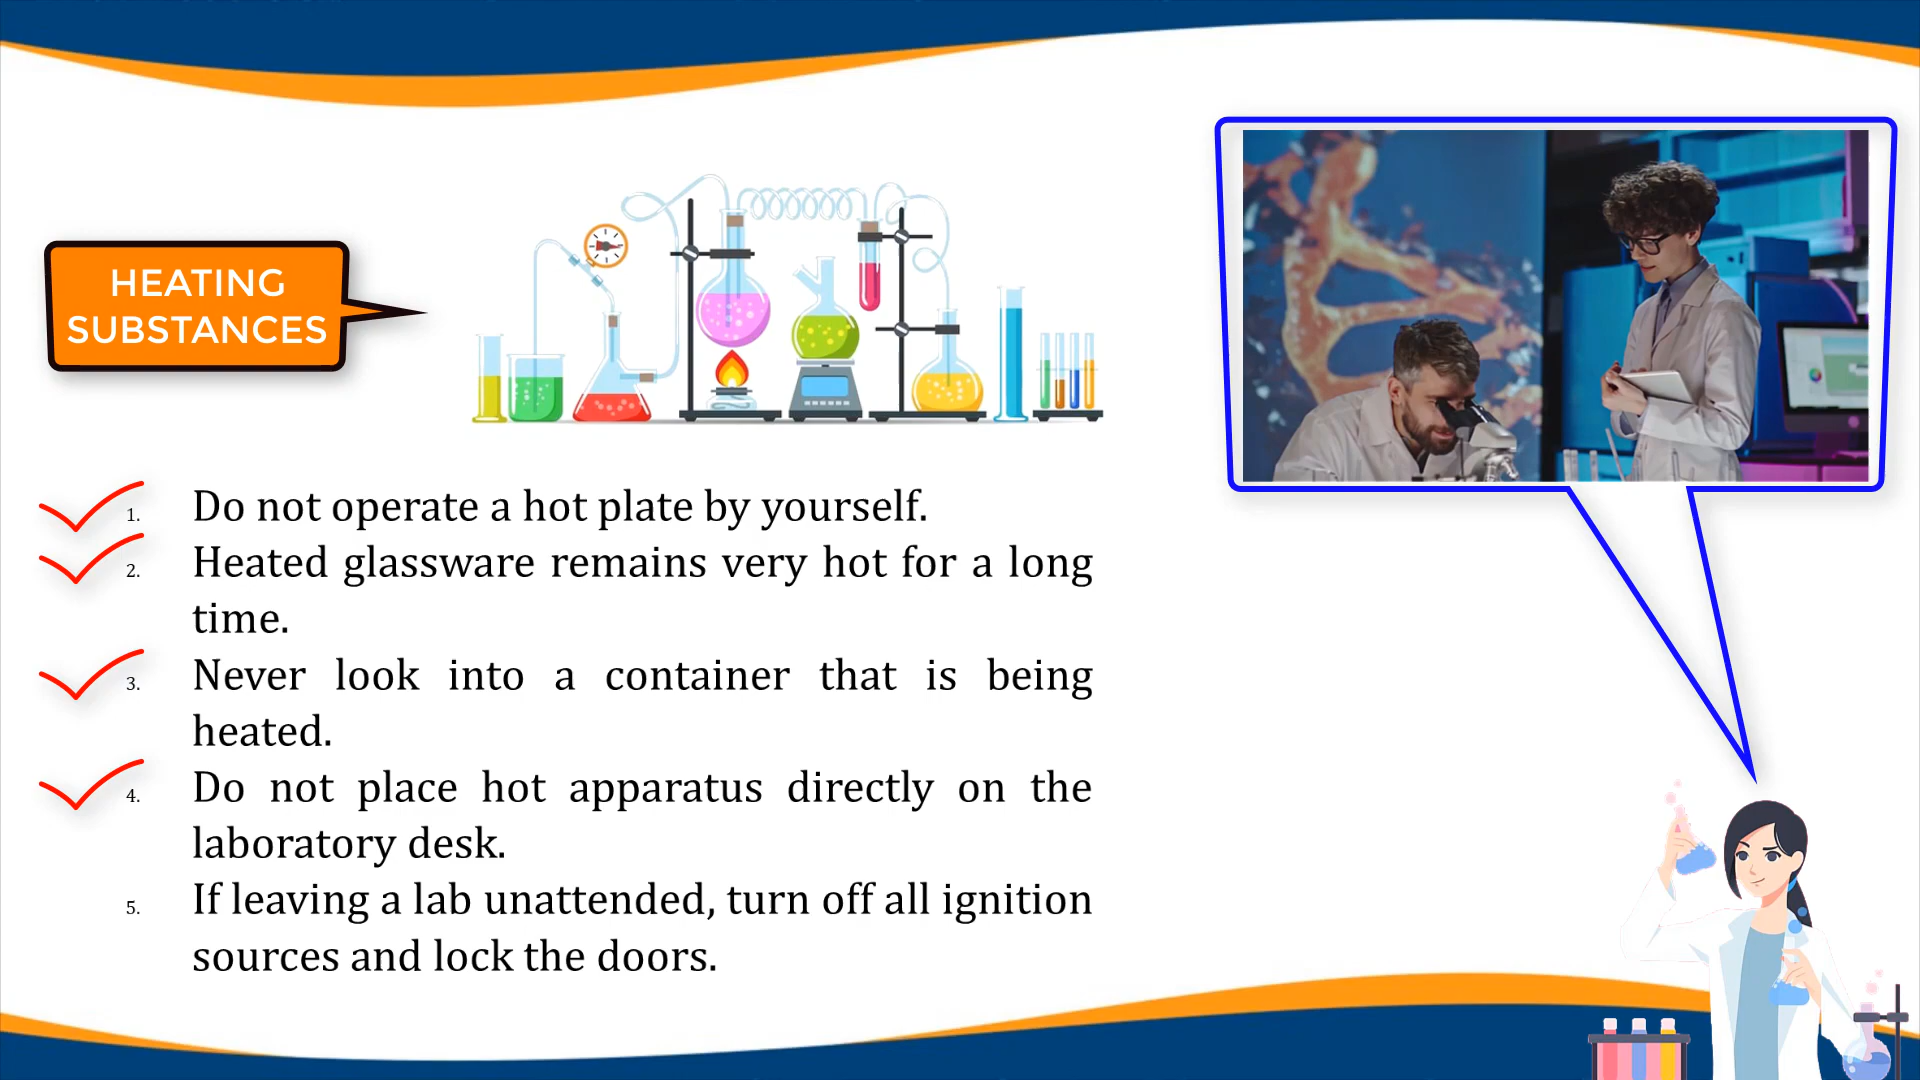 HEATING
SUBSTANCES
1. Do not operate a hot plate by yourself.
2. Heated glassware remains very hot for a long
time.
3. Never look into a container that is being
heated.
4. Do not place hot apparatus directly on the
laboratory desk.
5. If leaving a lab unattended, turn off all ignition
sources and lock the doors.